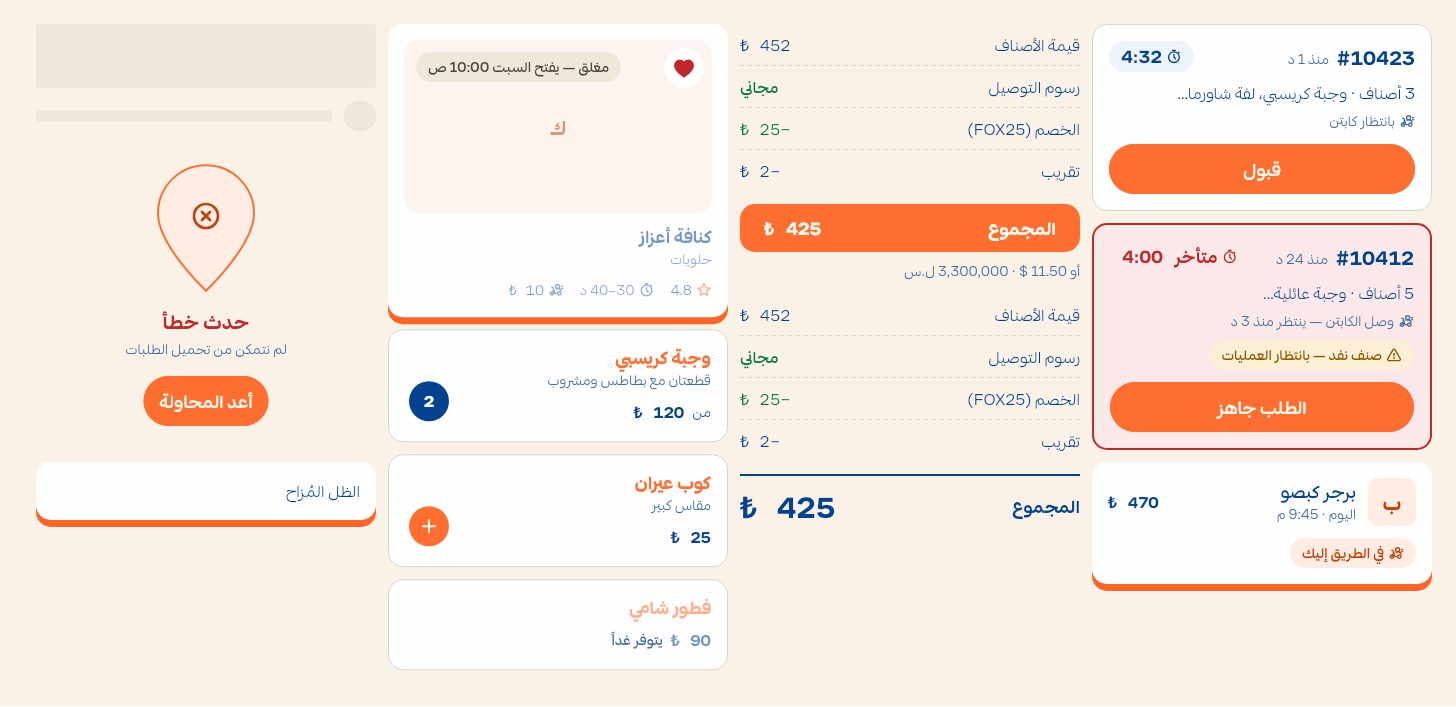 #10423 منذ 1 د 4:32
3 أصناف · وجبة كريسبي، لفة شاورما...
بانتظار كابتن
قبول
#10412 منذ 24 د متأخر 4:00
5 أصناف · وجبة عائلية...
وصل الكابتن — ينتظر منذ 3 د
صنف نفد — بانتظار العمليات
الطلب جاهز
ب برجر كبصو 470 ₺
اليوم · 9:45 م
في الطريق إليك
قيمة الأصناف 452 ₺
رسوم التوصيل مجاني
الخصم (FOX25) −25 ₺
تقريب −2 ₺
المجموع 425 ₺
أو 11.50 $ · 3,300,000 ل.س
قيمة الأصناف 452 ₺
رسوم التوصيل مجاني
الخصم (FOX25) −25 ₺
تقريب −2 ₺
المجموع 425 ₺
مغلق — يفتح السبت 10:00 ص
ك
كنافة أعزاز
حلويات
4.8 30–40 د 10 ₺
وجبة كريسبي
قطعتان مع بطاطس ومشروب
من 120 ₺
2
كوب عيران
مقاس كبير
25 ₺
فطور شامي
90 ₺ يتوفر غداً
حدث خطأ
لم نتمكن من تحميل الطلبات
أعد المحاولة
الظل المُزاح